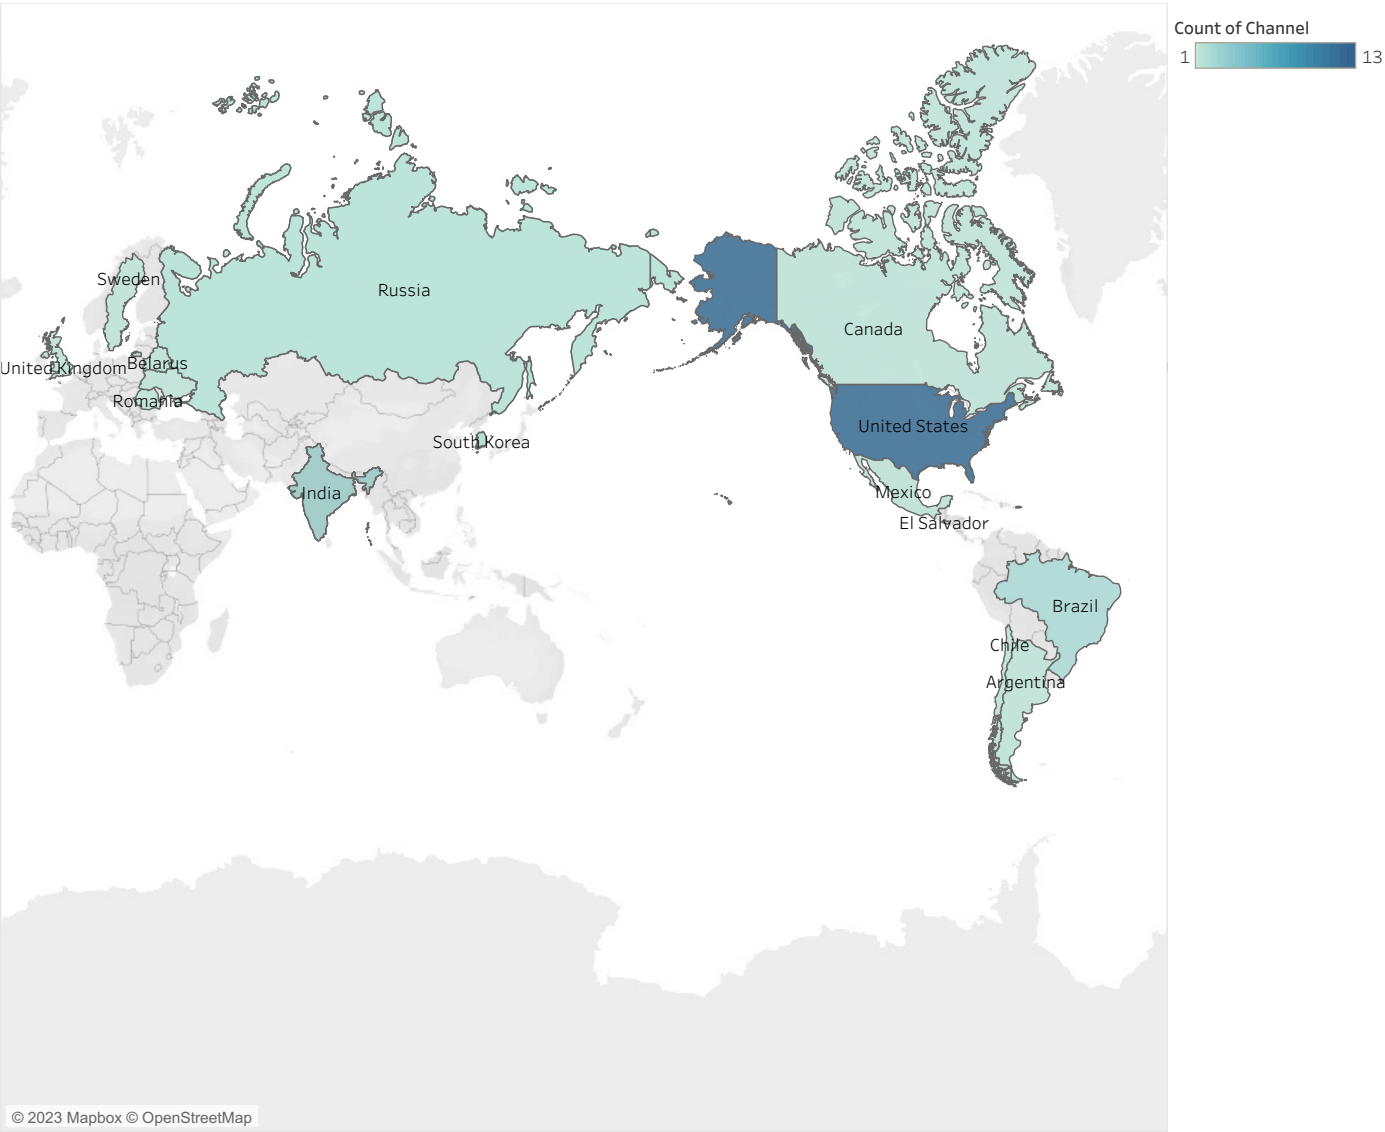 Count of Channel
1 13
Sweden
Russia
Canada
United Kingdom
Belarus
Romania
United States
South Korea
India
Mexico
El Salvador
Brazil
Chile
Argentina
© 2023 Mapbox © OpenStreetMap